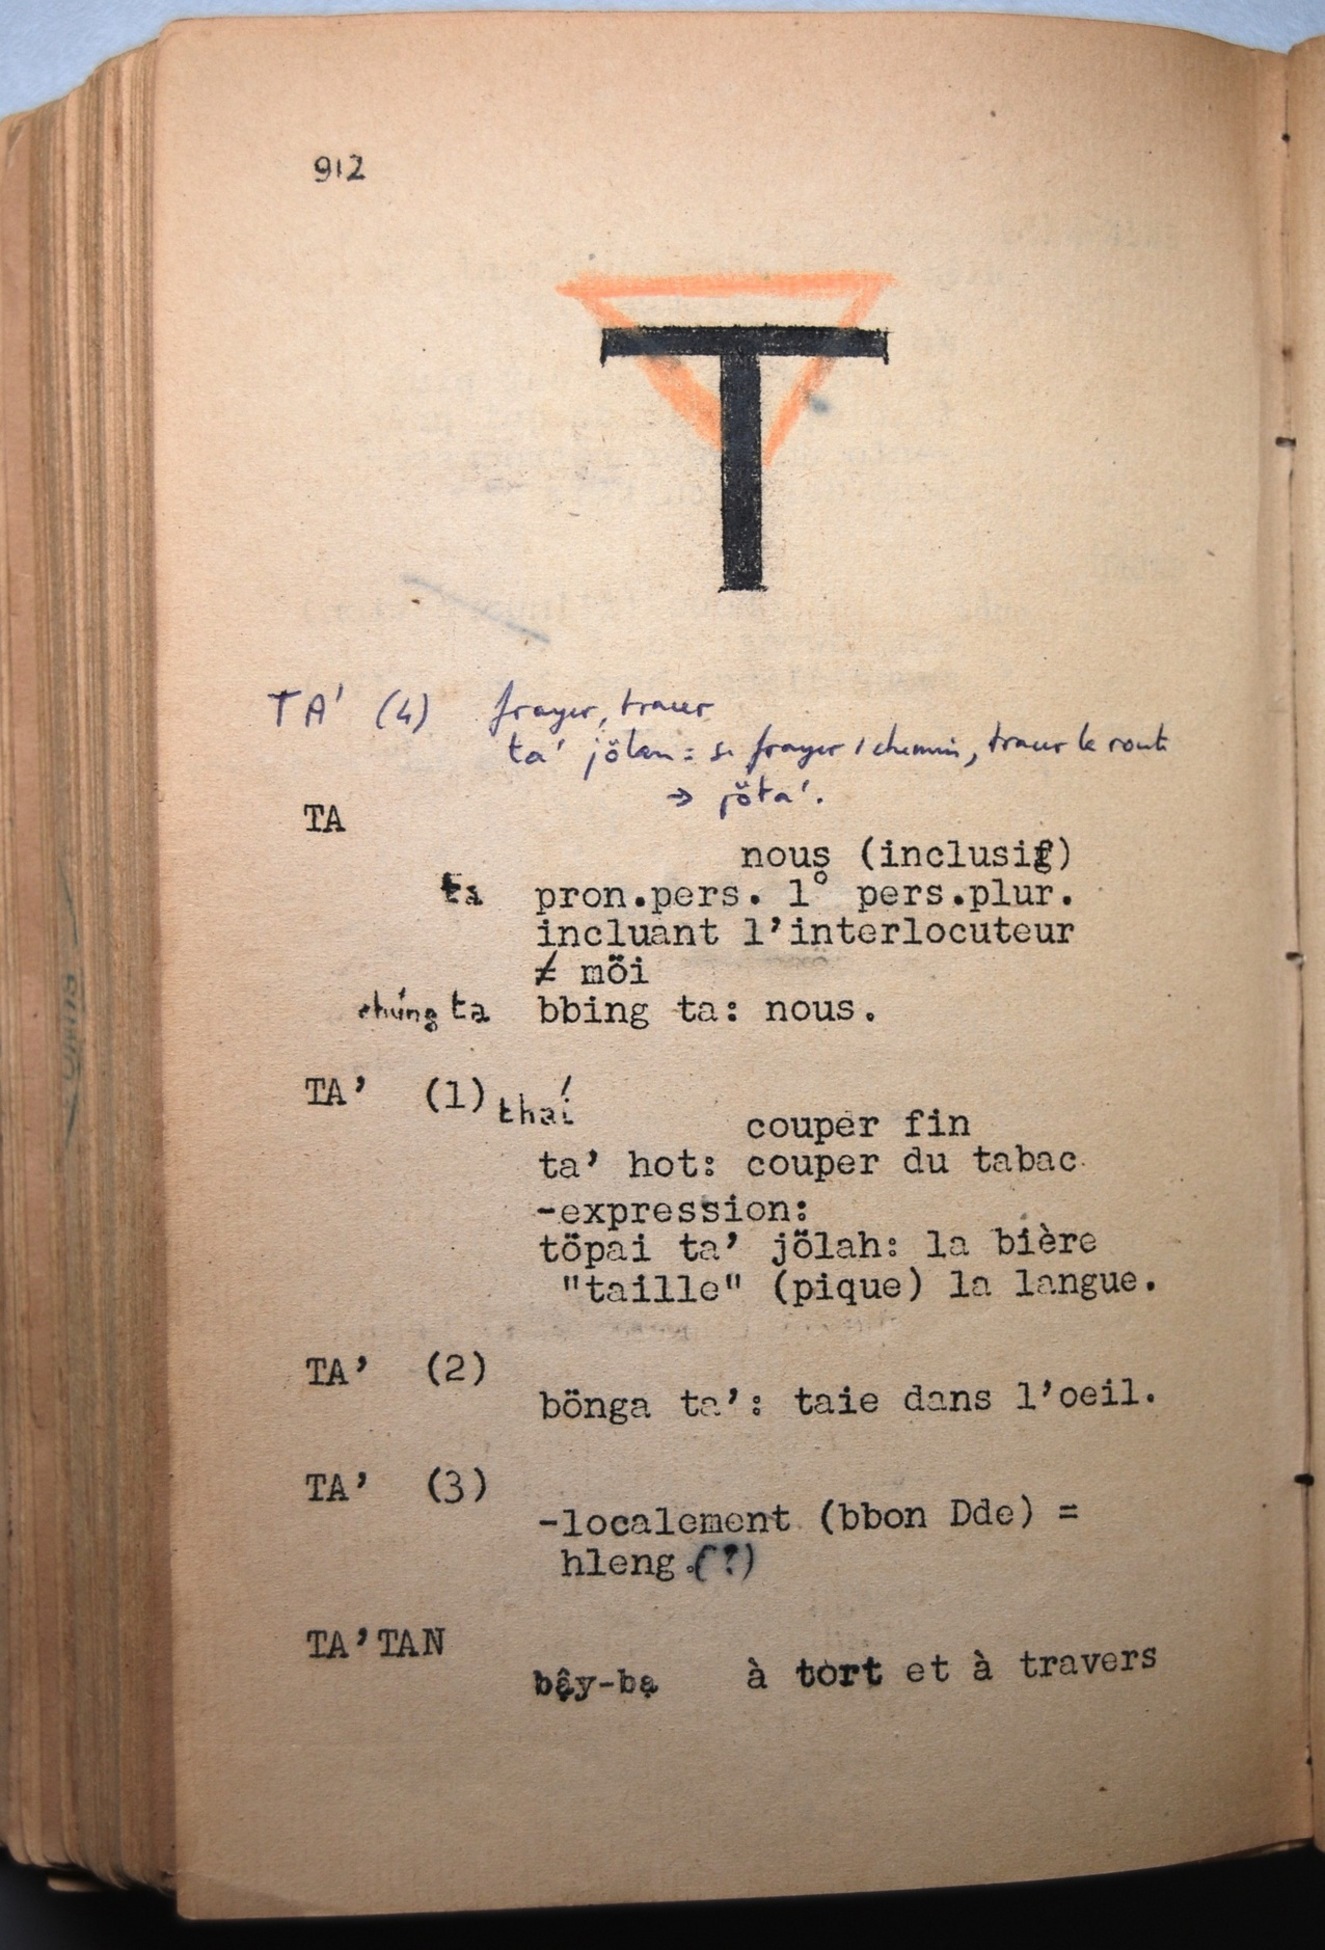 912
T
TA' (4) frayer, tracer
ta' jölan = se frayer 1 chemin, tracer la route
→ jöta'.
TA
nous (inclusif)
ta pron.pers. 1° pers.plur.
incluant l'interlocuteur
≠ möi
chúng ta bbing ta: nous.
TA' (1) thái
couper fin
ta' hot: couper du tabac.
-expression:
töpai ta' jölah: la bière
"taille" (pique) la langue.
TA' (2)
bönga ta': taie dans l'oeil.
TA' (3)
-localement (bbon Dde) =
hleng.(?)
TA'TAN
bậy-bạ à tort et à travers